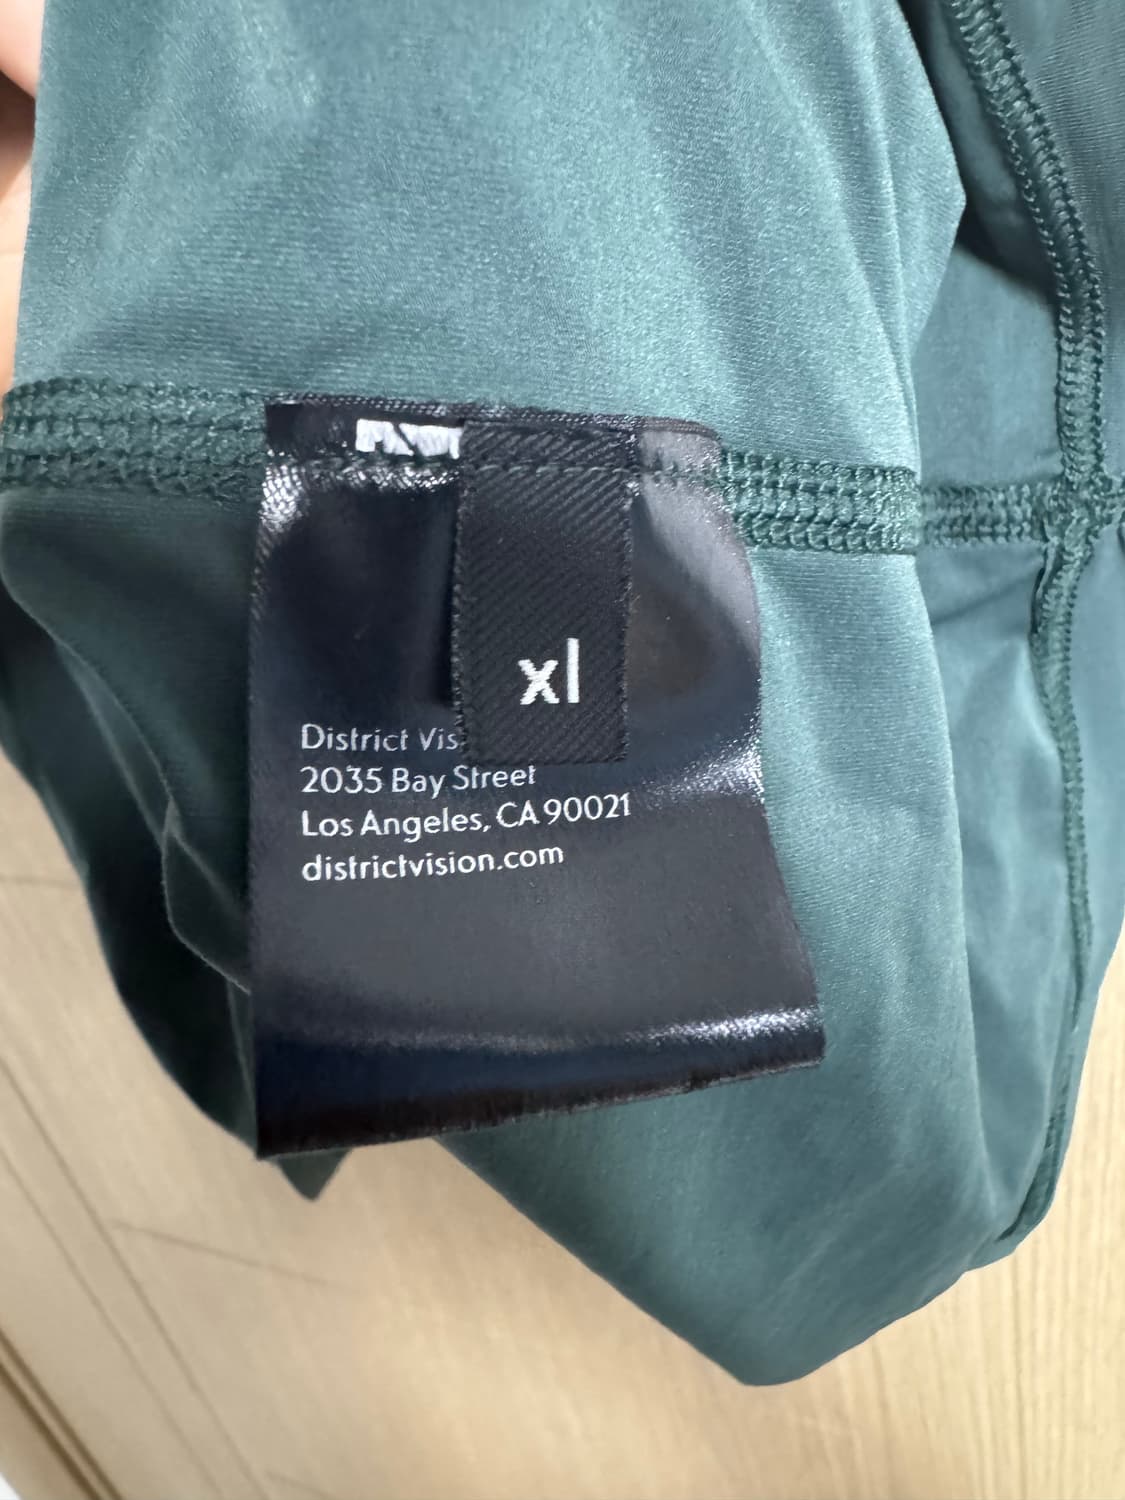 xl
District Vis
2035 Bay Street
Los Angeles, CA 90021
districtvision.com